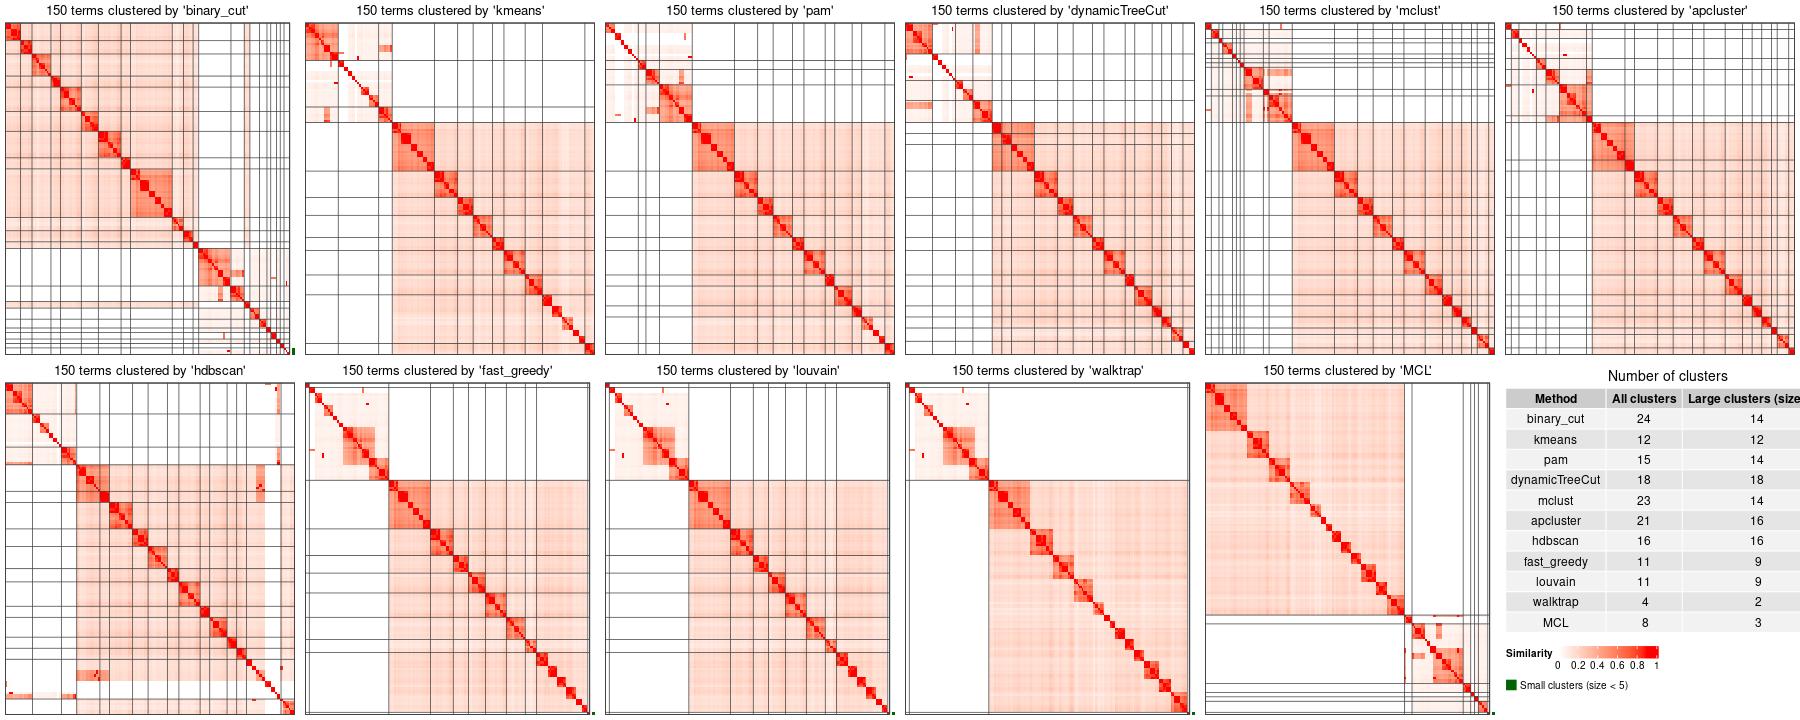 150 terms clustered by 'binary_cut'
150 terms clustered by 'kmeans'
150 terms clustered by 'pam'
150 terms clustered by 'dynamicTreeCut'
150 terms clustered by 'mclust'
150 terms clustered by 'apcluster'
150 terms clustered by 'hdbscan'
150 terms clustered by 'fast_greedy'
150 terms clustered by 'louvain'
150 terms clustered by 'walktrap'
150 terms clustered by 'MCL'
Number of clusters
Method All clusters Large clusters (size
binary_cut 24 14
kmeans 12 12
pam 15 14
dynamicTreeCut 18 18
mclust 23 14
apcluster 21 16
hdbscan 16 16
fast_greedy 11 9
louvain 11 9
walktrap 4 2
MCL 8 3
Similarity
0 0.2 0.4 0.6 0.8 1
Small clusters (size < 5)